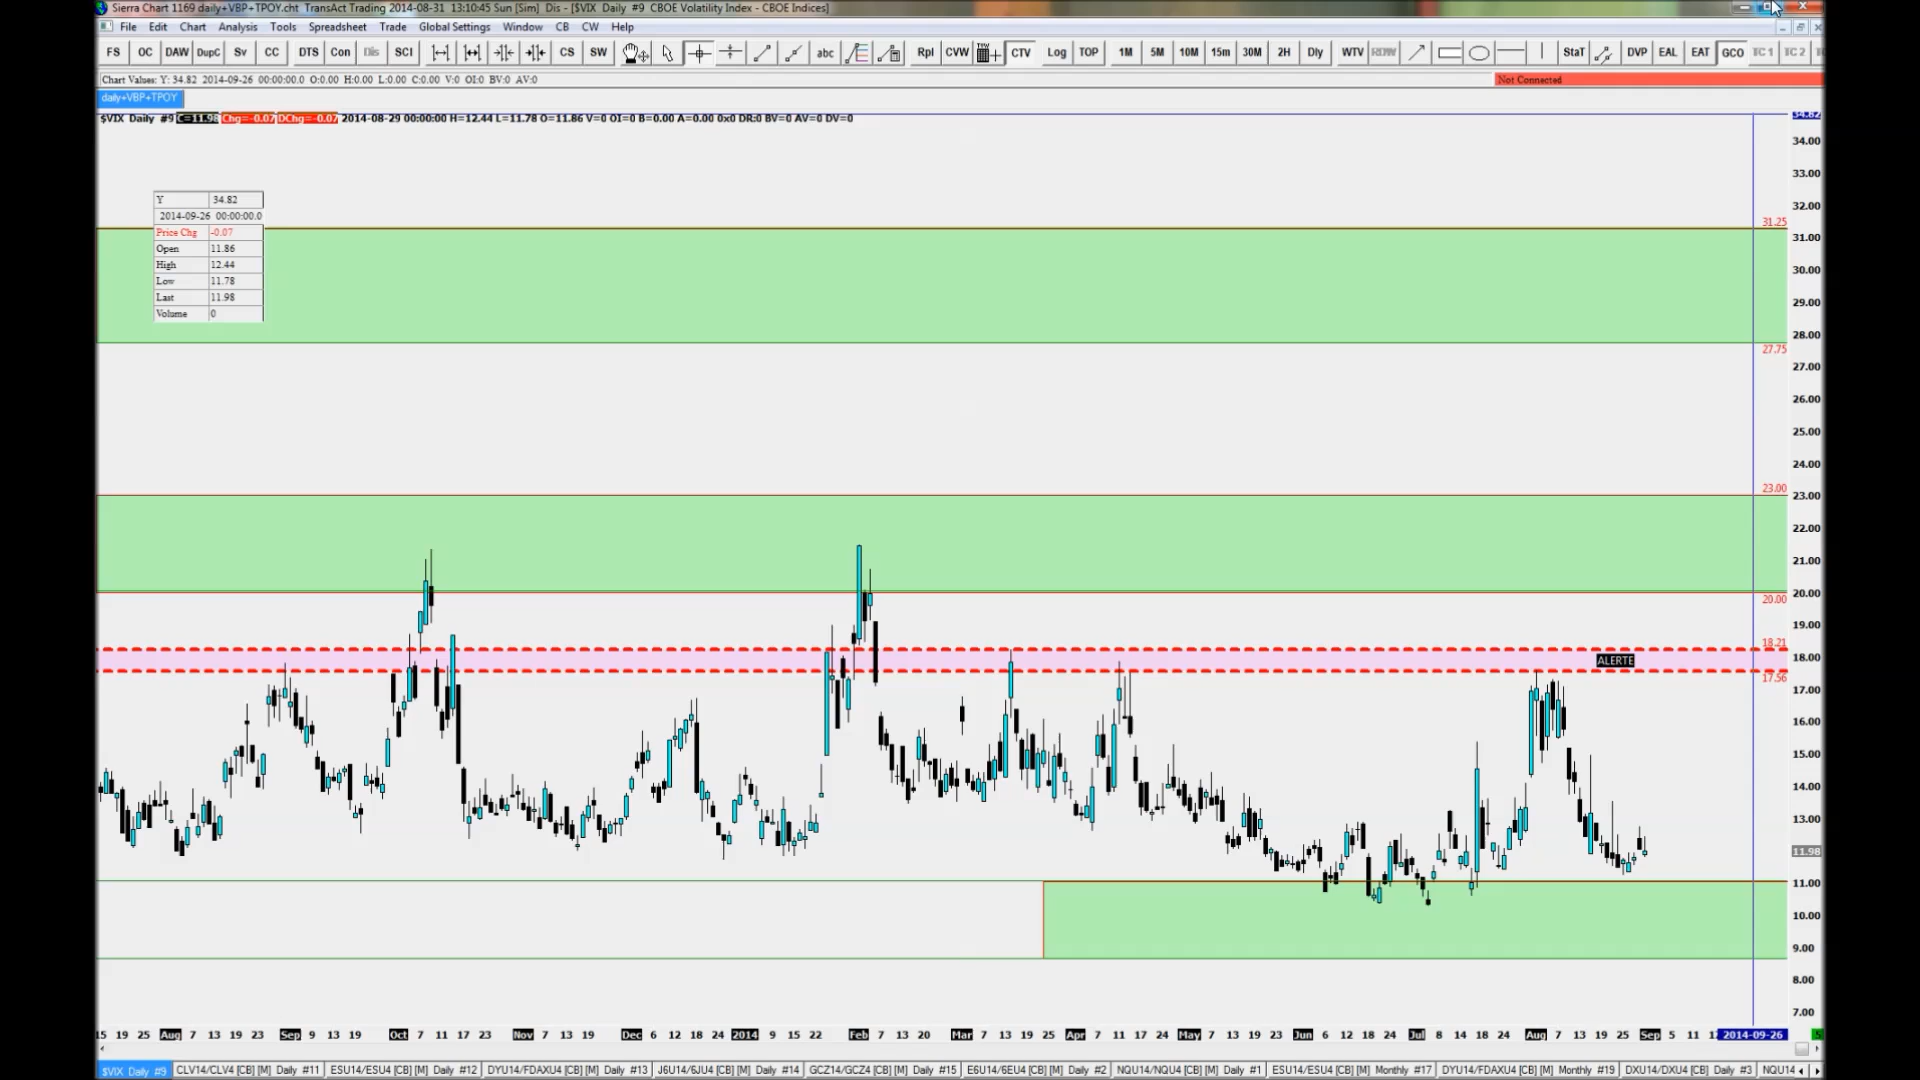 Sierra Chart 1169 daily+VBP+TPOY.cht TransAct Trading 2014-08-31 13:10:45 Sun [Sim] Dis - [$VIX Daily #9 CBOE Volatility Index - CBOE Indices]
File Edit Chart Analysis Tools Spreadsheet Trade Global Settings Window CB CW Help
FS OC DAW DupC Sv CC DTS Con Dis SCI CS SW abc Rpl CVW CTV Log TOP 1M 5M 10M 15m 30M 2H Dly WTV RDW StaT DVP EAL EAT GCO TC 1 TC 2
Chart Values: Y: 34.82 2014-09-26 00:00:00.0 O:0.00 H:0.00 L:0.00 C:0.00 V:0 OI:0 BV:0 AV:0
Not Connected
daily+VBP+TPOY
$VIX Daily #9 C=11.98 Chg=-0.07 DChg=-0.07 2014-08-29 00:00:00 H=12.44 L=11.78 O=11.86 V=0 OI=0 B=0.00 A=0.00 0x0 DR:0 BV=0 AV=0 DV=0
34.82
34.00
33.00
Y 34.82
2014-09-26 00:00:00.0
Price Chg -0.07
Open 11.86
High 12.44
Low 11.78
Last 11.98
Volume 0
32.00
31.25
31.00
30.00
29.00
28.00
27.75
27.00
26.00
25.00
24.00
23.00
23.00
22.00
21.00
20.00
20.00
19.00
18.21
18.00
ALERTE
17.56
17.00
16.00
15.00
14.00
13.00
11.98
11.00
10.00
9.00
8.00
7.00
15 19 25 Aug 7 13 19 23 Sep 9 13 19 Oct 7 11 17 23 Nov 7 13 19 Dec 6 12 18 24 2014 9 15 22 Feb 7 13 20 Mar 7 13 19 25 Apr 7 11 17 24 May 7 13 19 23 Jun 6 12 18 24 Jul 8 14 18 24 Aug 7 13 19 25 Sep 5 11 2014-09-26
$VIX Daily #9 CLV14/CLV4 [CB] [M] Daily #11 ESU14/ESU4 [CB] [M] Daily #12 DYU14/FDAXU4 [CB] [M] Daily #13 J6U14/6JU4 [CB] [M] Daily #14 GCZ14/GCZ4 [CB] [M] Daily #15 E6U14/6EU4 [CB] [M] Daily #2 NQU14/NQU4 [CB] [M] Daily #1 ESU14/ESU4 [CB] [M] Monthly #17 DYU14/FDAXU4 [CB] [M] Monthly #19 DXU14/DXU4 [CB] Daily #3 NQU14